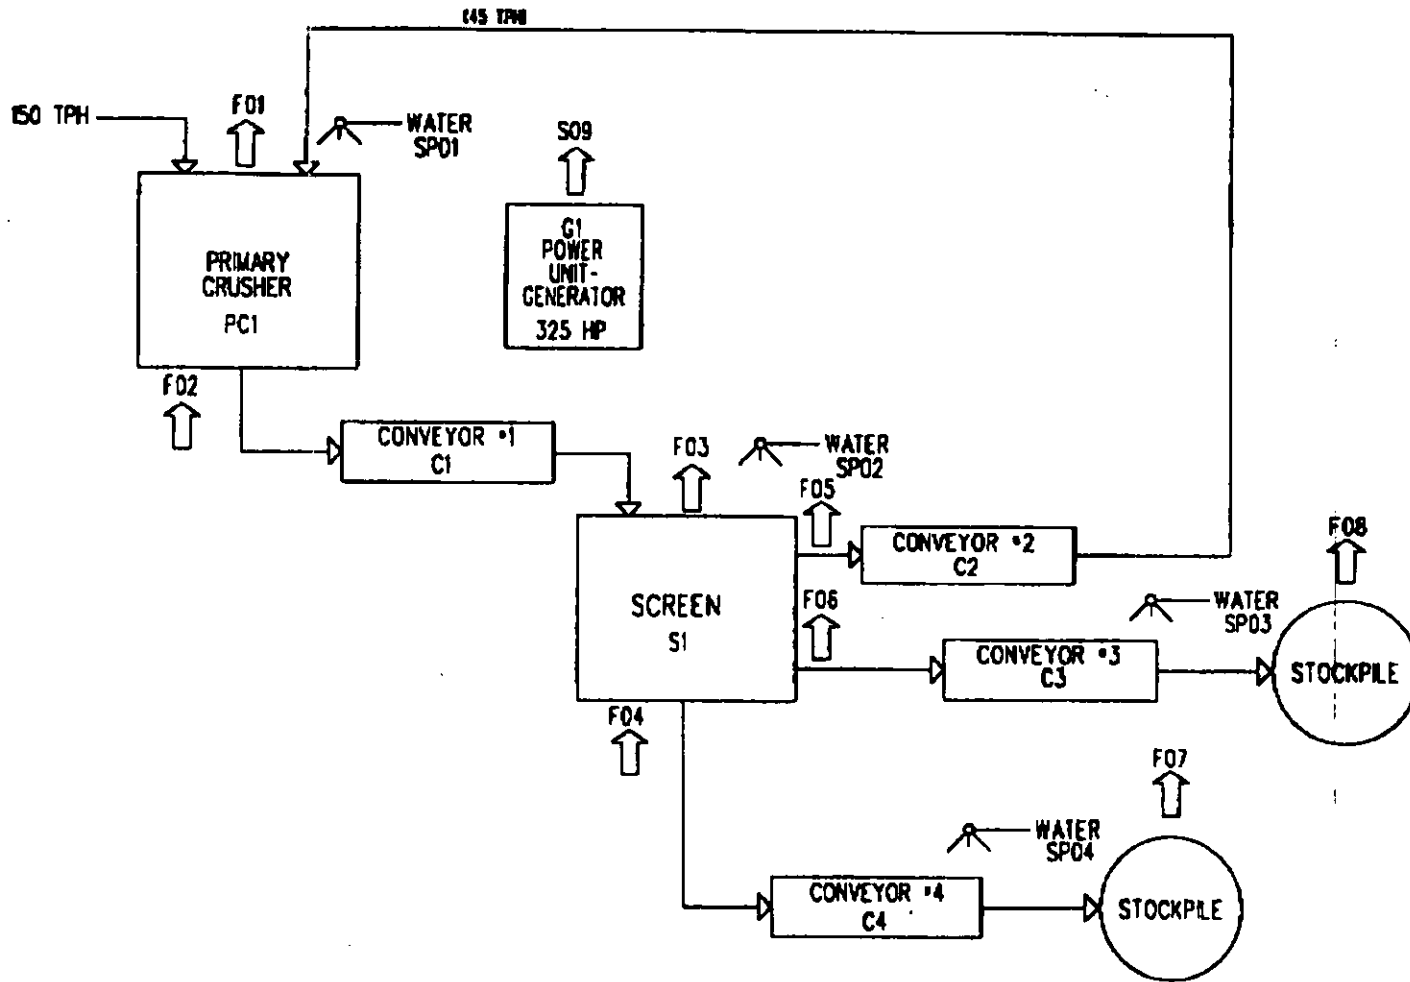 (45 TPH)
150 TPH
F01
WATER
SP01
S09
PRIMARY
CRUSHER
PC1
G1
POWER
UNIT-
GENERATOR
325 HP
F02
CONVEYOR #1
C1
F03
WATER
SP02
F05
CONVEYOR #2
C2
F08
SCREEN
S1
F06
WATER
SP03
CONVEYOR #3
C3
STOCKPILE
F04
F07
WATER
SP04
CONVEYOR #4
C4
STOCKPILE